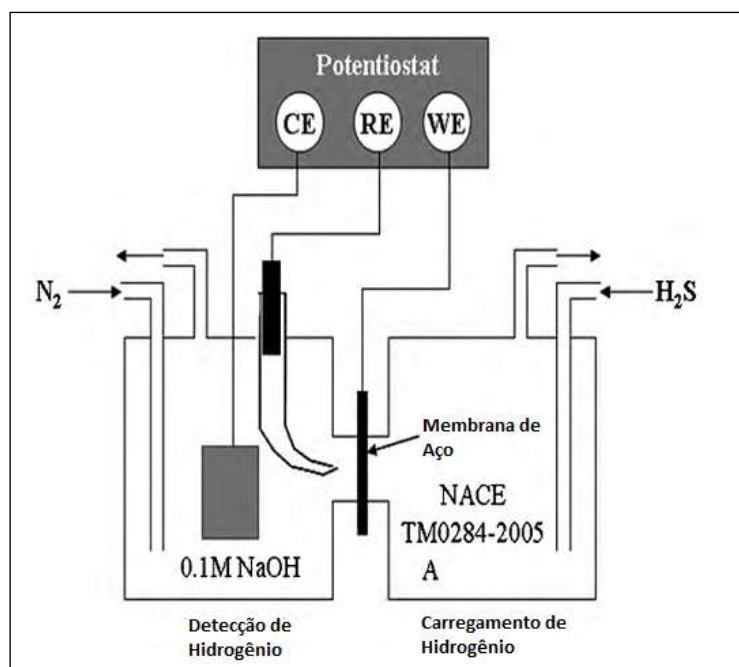 Potentiostat
CE
RE
WE
N₂
H₂S
Membrana de
Aço
NACE
TM0284-2005
A
0.1M NaOH
Detecção de
Hidrogênio
Carregamento de
Hidrogênio